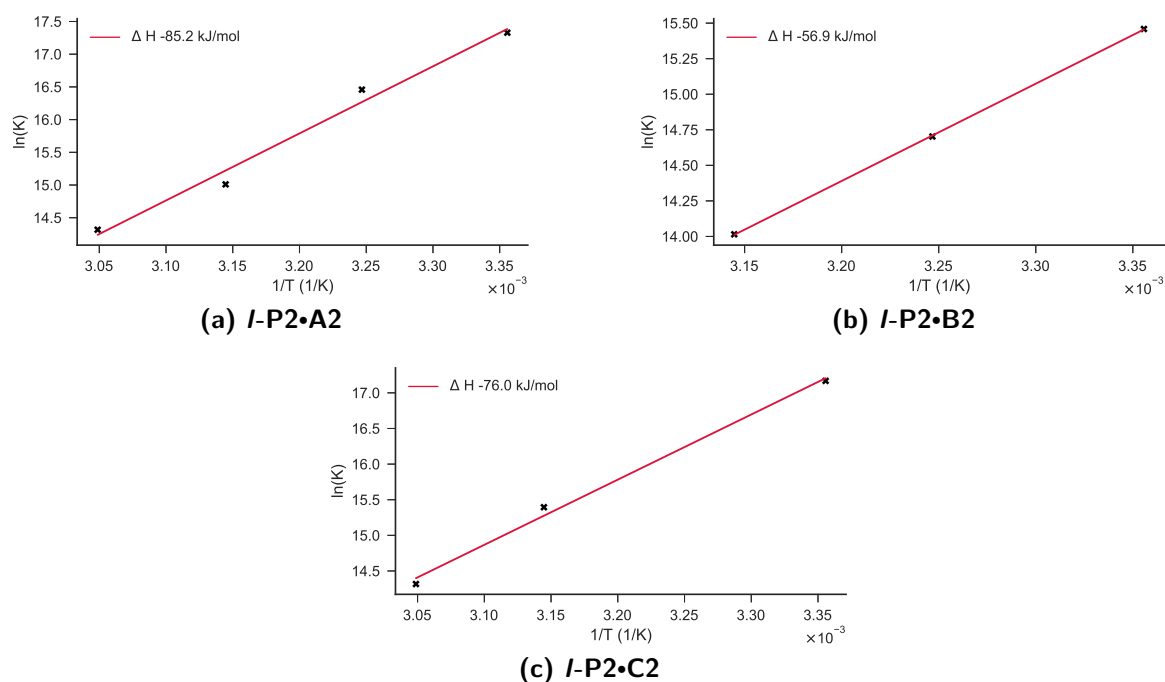 17.5
17.0
16.5
16.0
15.5
15.0
14.5
ln(K)
Δ H -85.2 kJ/mol
3.05 3.10 3.15 3.20 3.25 3.30 3.35
1/T (1/K)
×10⁻³
(a) l-P2•A2
15.50
15.25
15.00
14.75
14.50
14.25
14.00
ln(K)
Δ H -56.9 kJ/mol
3.15 3.20 3.25 3.30 3.35
1/T (1/K)
×10⁻³
(b) l-P2•B2
17.0
16.5
16.0
15.5
15.0
14.5
ln(K)
Δ H -76.0 kJ/mol
3.05 3.10 3.15 3.20 3.25 3.30 3.35
1/T (1/K)
×10⁻³
(c) l-P2•C2